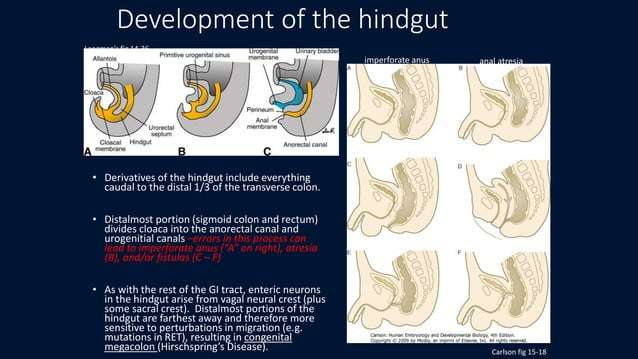 Development of the hindgut
Langman's fig 14-36
Allantois
Cloaca
Cloacal
membrane
Hindgut
Urorectal
septum
A
Primitive urogenital sinus
B
Urogenital
membrane
Urinary bladder
Perineum
Anal
membrane
Anorectal canal
C
• Derivatives of the hindgut include everything
caudal to the distal 1/3 of the transverse colon.
• Distalmost portion (sigmoid colon and rectum)
divides cloaca into the anorectal canal and
urogenitial canals –errors in this process can
lead to imperforate anus ("A" on right), atresia
(B), and/or fistulas (C – F)
• As with the rest of the GI tract, enteric neurons
in the hindgut arise from vagal neural crest (plus
some sacral crest).  Distalmost portions of the
hindgut are farthest away and therefore more
sensitive to perturbations in migration (e.g.
mutations in RET), resulting in congenital
megacolon (Hirschspring's Disease).
imperforate anus
anal atresia
A
B
C
D
E
F
Carlson: Human Embryology and Developmental Biology, 4th Edition.
Copyright © 2009 by Mosby, an imprint of Elsevier, Inc. All rights reserved.
Carlson fig 15-18